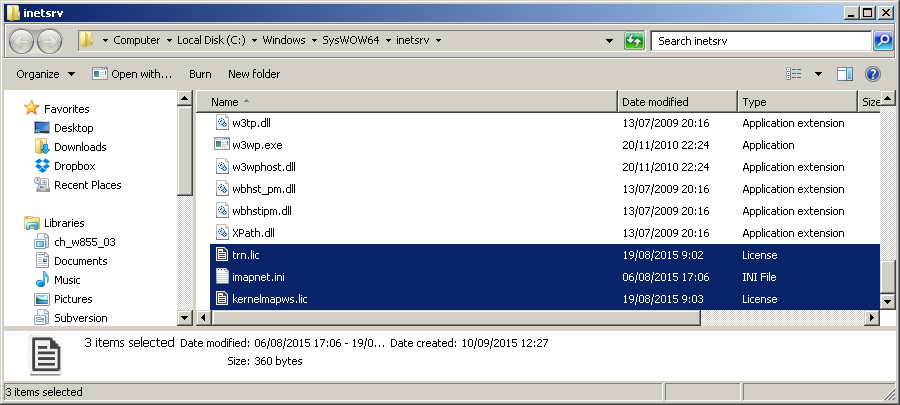 inetsrv
Computer Local Disk (C:) Windows SysWOW64 inetsrv Search inetsrv
Organize Open with... Burn New folder
Favorites
Desktop
Downloads
Dropbox
Recent Places
Libraries
ch_w855_03
Documents
Music
Pictures
Subversion
Name Date modified Type Size
w3tp.dll 13/07/2009 20:16 Application extension
w3wp.exe 20/11/2010 22:24 Application
w3wphost.dll 20/11/2010 22:24 Application extension
wbhst_pm.dll 13/07/2009 20:16 Application extension
wbhstipm.dll 13/07/2009 20:16 Application extension
XPath.dll 13/07/2009 20:16 Application extension
trn.lic 19/08/2015 9:02 License
imapnet.ini 06/08/2015 17:06 INI File
kernelmapws.lic 19/08/2015 9:03 License
3 items selected Date modified: 06/08/2015 17:06 - 19/0... Date created: 10/09/2015 12:27
Size: 360 bytes
3 items selected